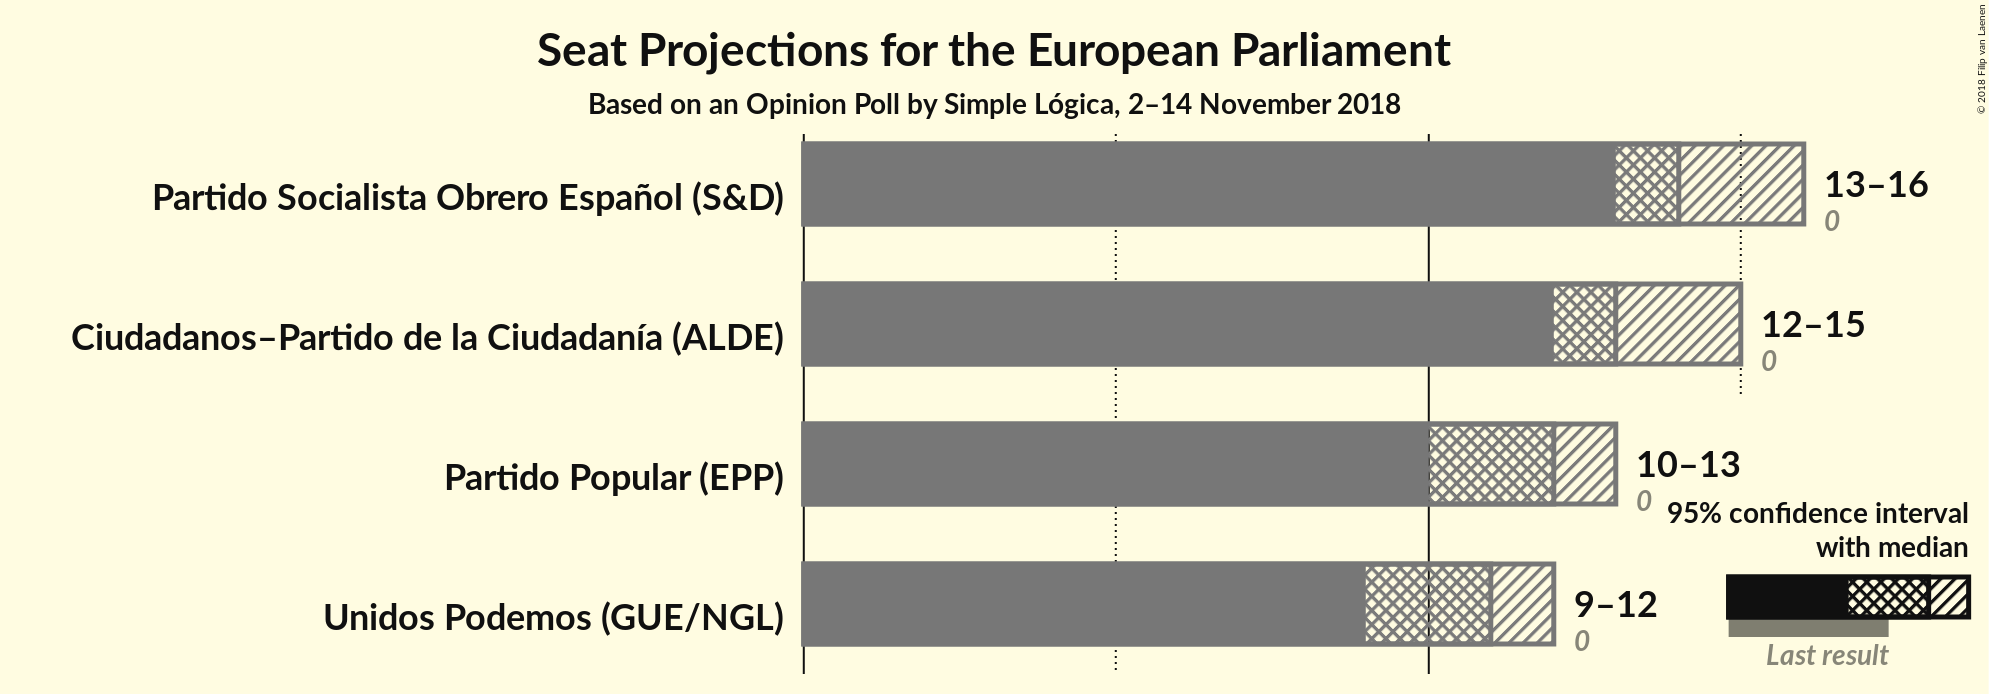 Seat Projections for the European Parliament
Based on an Opinion Poll by Simple Lógica, 2–14 November 2018
© 2018 Filip van Laenen
Partido Socialista Obrero Español (S&D)
13–16
0
Ciudadanos–Partido de la Ciudadanía (ALDE)
12–15
0
Partido Popular (EPP)
10–13
0
Unidos Podemos (GUE/NGL)
9–12
0
95% confidence interval
with median
Last result